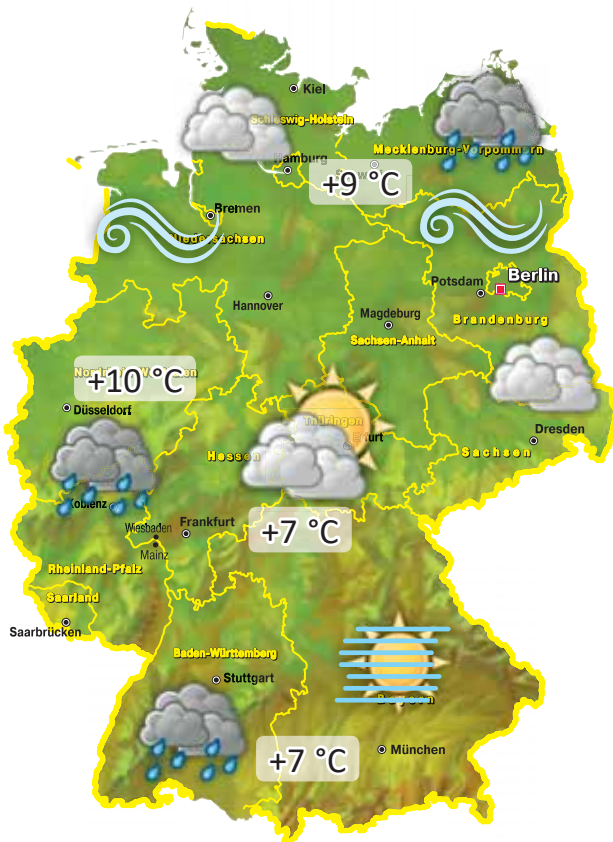 Kiel
Schleswig-Holstein
Mecklenburg-Vorpommern
Hamburg
+9 °C
Bremen
Niedersachsen
Berlin
Potsdam
Hannover
Magdeburg
Brandenburg
Sachsen-Anhalt
+10 °C
Düsseldorf
Thüringen
Erfurt
Dresden
Hessen
Sachsen
Koblenz
Frankfurt
Wiesbaden
+7 °C
Mainz
Rheinland-Pfalz
Saarland
Saarbrücken
Baden-Württemberg
Stuttgart
München
+7 °C